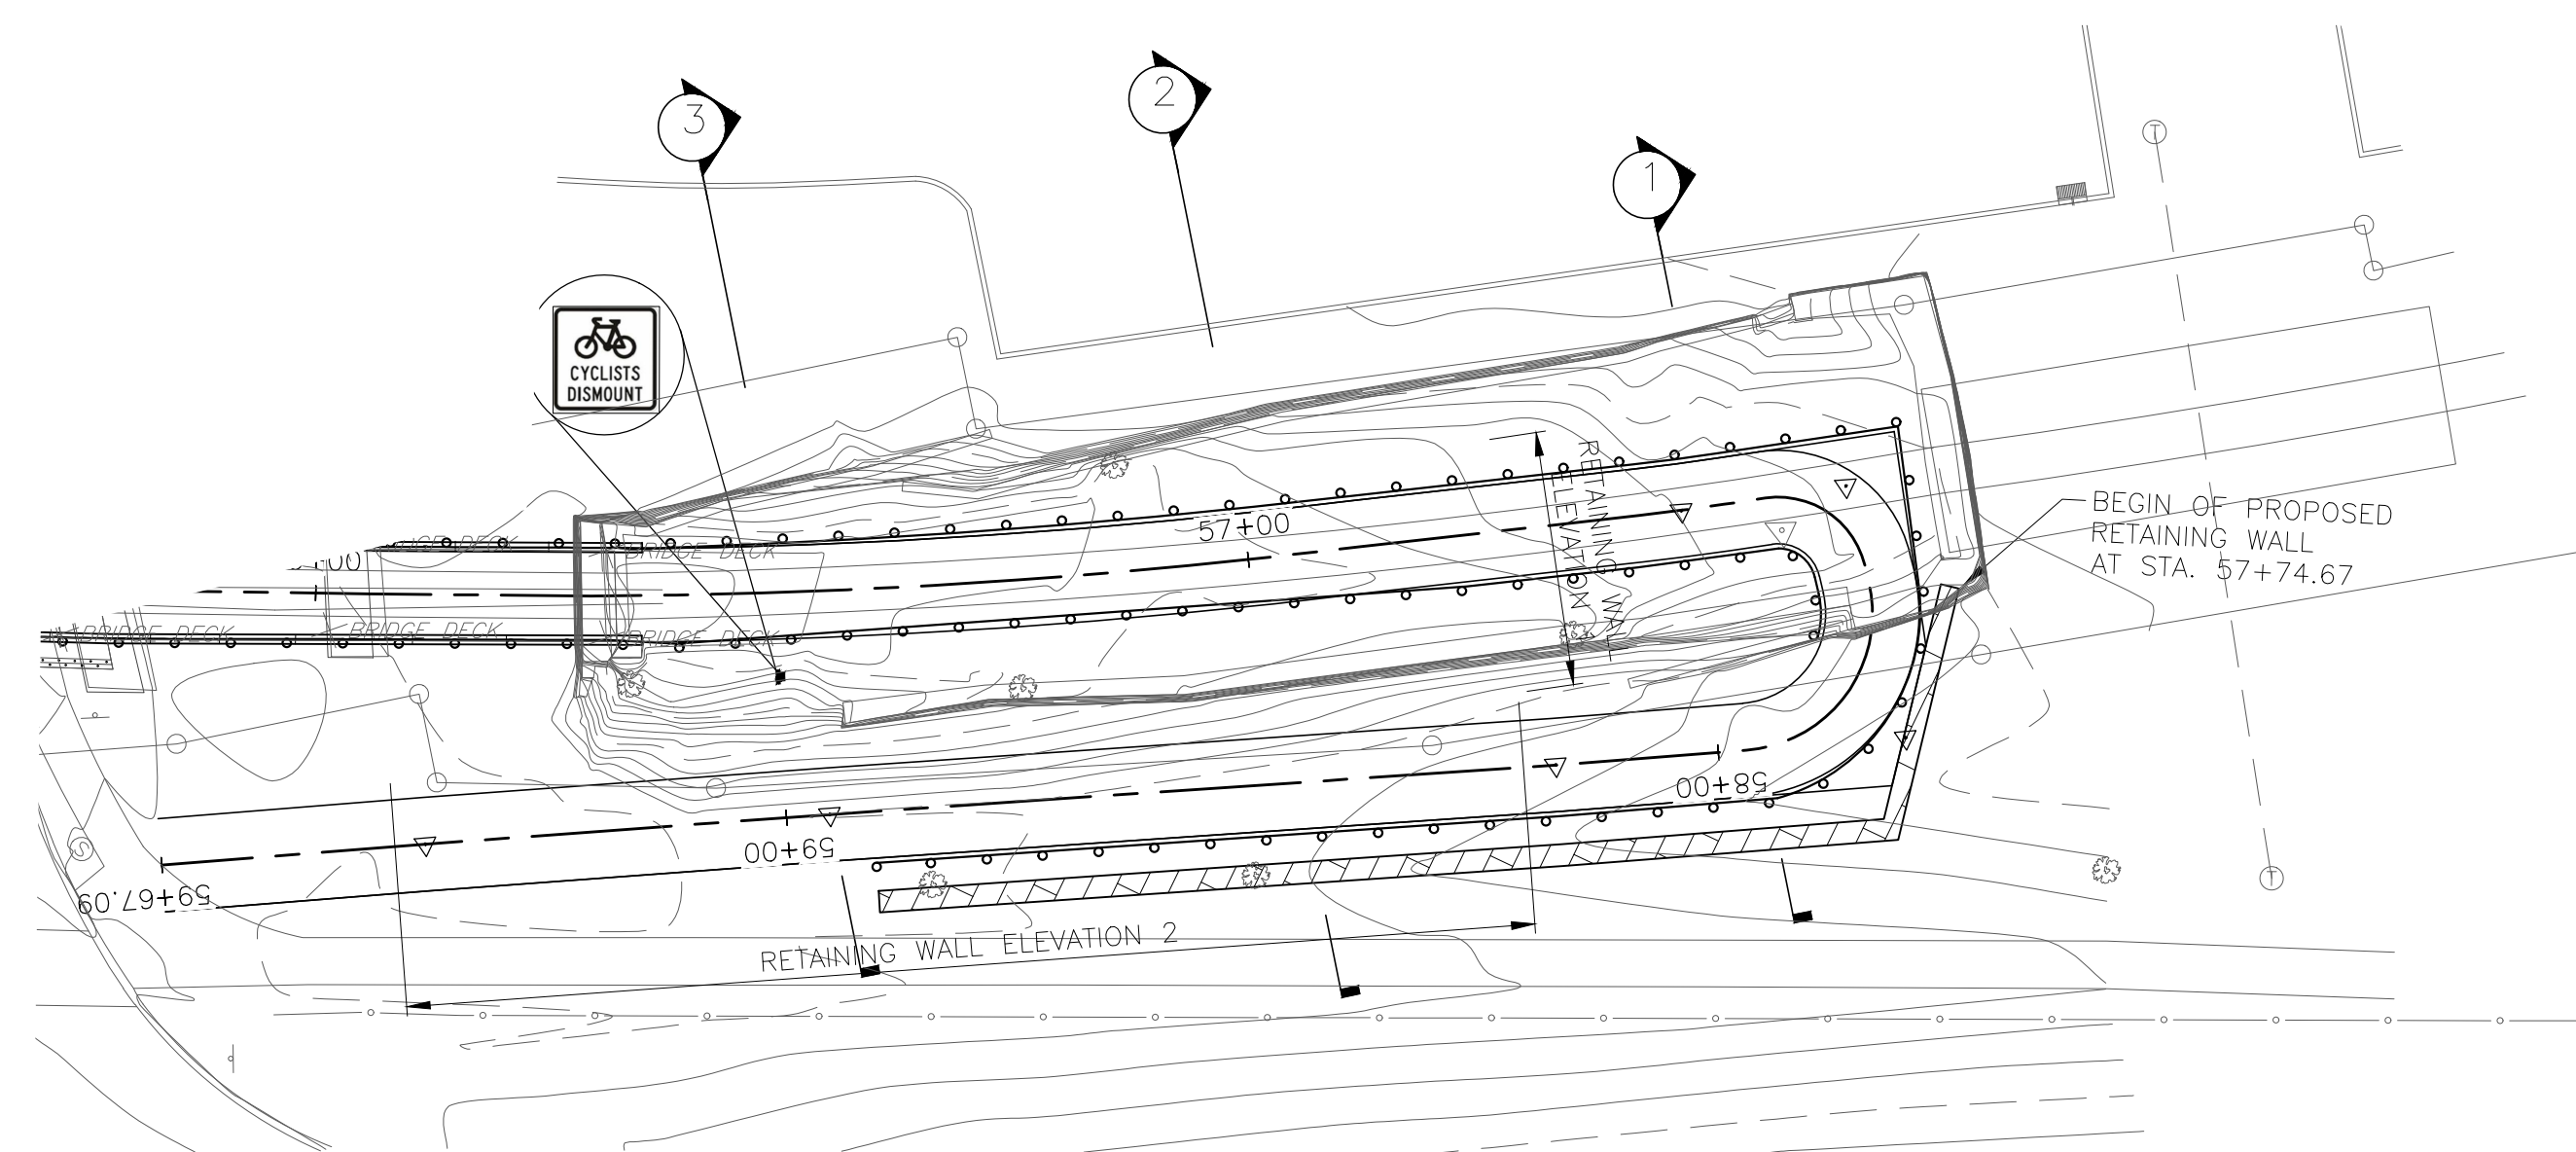 3
2
1
CYCLISTS
DISMOUNT
57+00
RETAINING WALL
ELEVATION
BEGIN OF PROPOSED
RETAINING WALL
AT STA. 57+74.67
+00
BRIDGE DECK
BRIDGE DECK
BRIDGE DECK
BRIDGE DECK
T
T
S
58+00
59+00
59+67.09
RETAINING WALL ELEVATION 2